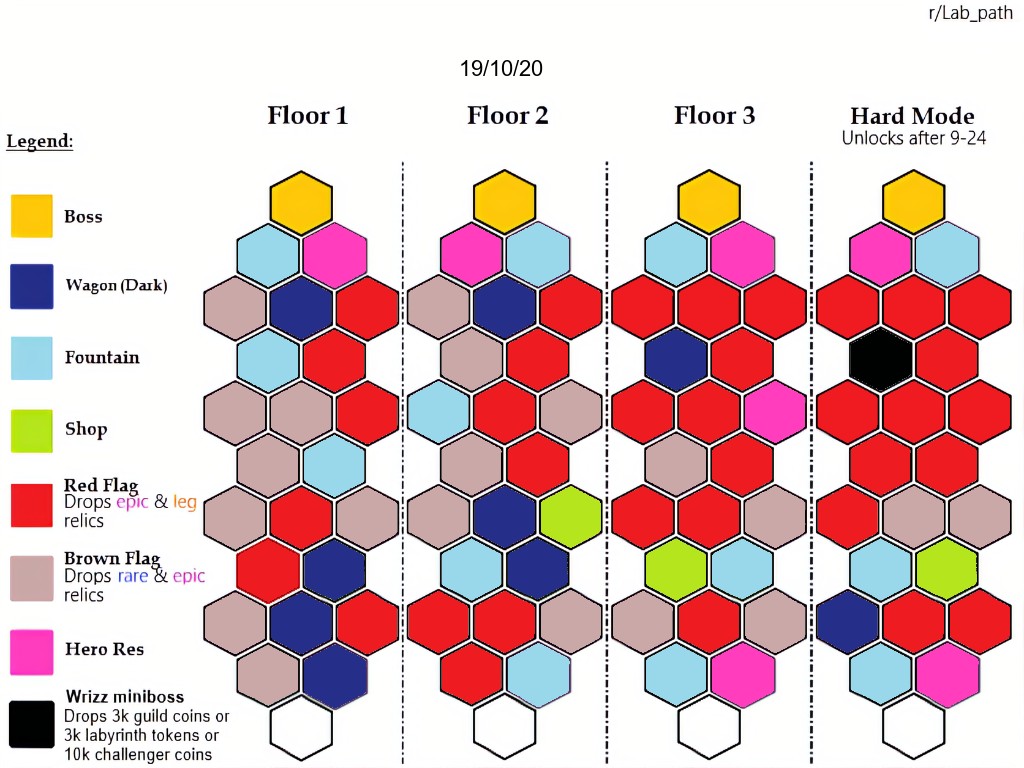 r/Lab_path
19/10/20
Floor 1
Floor 2
Floor 3
Hard Mode
Unlocks after 9-24
Legend:
Boss
Wagon (Dark)
Fountain
Shop
Red Flag
Drops epic & leg
relics
Brown Flag
Drops rare & epic
relics
Hero Res
Wrizz miniboss
Drops 3k guild coins or
3k labyrinth tokens or
10k challenger coins